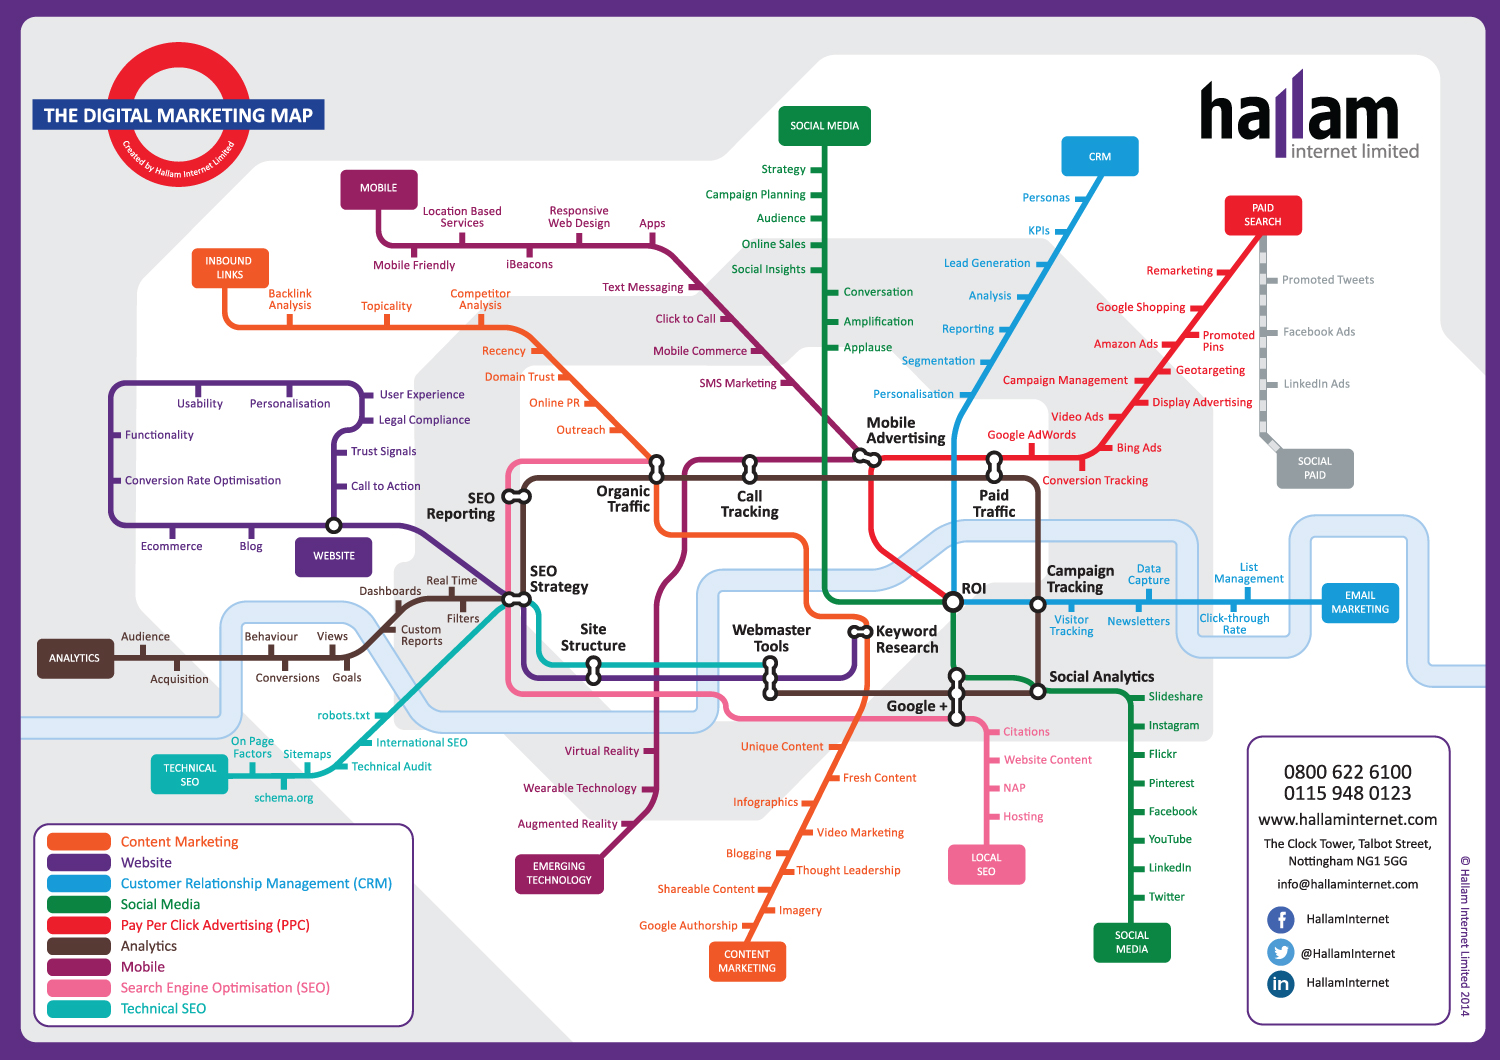 THE DIGITAL MARKETING MAP
Created by Hallam Internet Limited
hallam
internet limited
SOCIAL MEDIA
Strategy
Campaign Planning
Audience
Online Sales
Social Insights
Conversation
Amplification
Applause
CRM
Personas
KPIs
Lead Generation
Analysis
Reporting
Segmentation
Personalisation
PAID
SEARCH
Remarketing
Google Shopping
Promoted
Pins
Amazon Ads
Geotargeting
Campaign Management
Display Advertising
Video Ads
Google AdWords
Bing Ads
Conversion Tracking
Promoted Tweets
Facebook Ads
LinkedIn Ads
SOCIAL
PAID
MOBILE
Location Based
Services
Responsive
Web Design
Apps
Mobile Friendly
iBeacons
Text Messaging
Click to Call
Mobile Commerce
SMS Marketing
INBOUND
LINKS
Backlink
Analysis
Topicality
Competitor
Analysis
Recency
Domain Trust
Online PR
Outreach
Usability
Personalisation
User Experience
Legal Compliance
Functionality
Trust Signals
Conversion Rate Optimisation
Call to Action
Ecommerce
Blog
WEBSITE
Mobile
Advertising
SEO
Reporting
Organic
Traffic
Call
Tracking
Paid
Traffic
SEO
Strategy
Site
Structure
Webmaster
Tools
Keyword
Research
ROI
Campaign
Tracking
Social Analytics
Google +
Data
Capture
List
Management
Visitor
Tracking
Newsletters
Click-through
Rate
EMAIL
MARKETING
ANALYTICS
Audience
Acquisition
Behaviour
Conversions
Views
Goals
Dashboards
Custom
Reports
Real Time
Filters
robots.txt
International SEO
Technical Audit
On Page
Factors
Sitemaps
schema.org
TECHNICAL
SEO
Virtual Reality
Wearable Technology
Augmented Reality
EMERGING
TECHNOLOGY
Unique Content
Fresh Content
Infographics
Video Marketing
Blogging
Thought Leadership
Shareable Content
Imagery
Google Authorship
CONTENT
MARKETING
Citations
Website Content
NAP
Hosting
LOCAL
SEO
Slideshare
Instagram
Flickr
Pinterest
Facebook
YouTube
LinkedIn
Twitter
SOCIAL
MEDIA
Content Marketing
Website
Customer Relationship Management (CRM)
Social Media
Pay Per Click Advertising (PPC)
Analytics
Mobile
Search Engine Optimisation (SEO)
Technical SEO
0800 622 6100
0115 948 0123
www.hallaminternet.com
The Clock Tower, Talbot Street,
Nottingham NG1 5GG
info@hallaminternet.com
f HallamInternet
@HallamInternet
in HallamInternet
© Hallam Internet Limited 2014